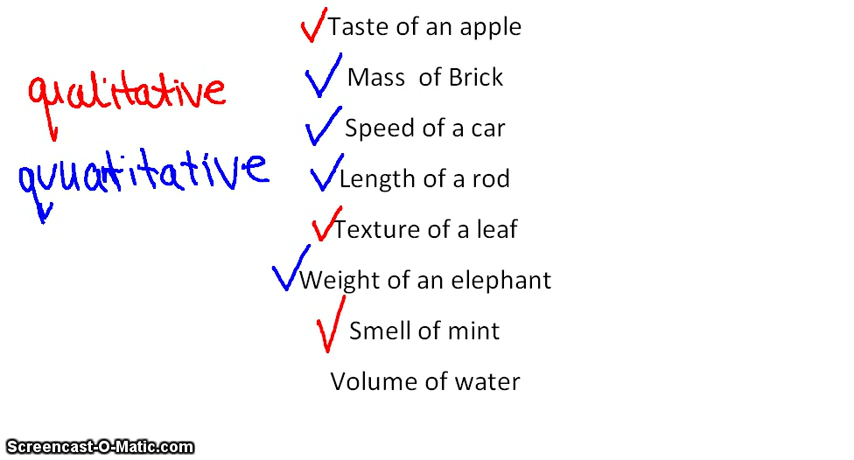 Taste of an apple
Mass of Brick
qualitative
Speed of a car
quuantitative
Length of a rod
Texture of a leaf
Weight of an elephant
Smell of mint
Volume of water
Screencast-O-Matic.com